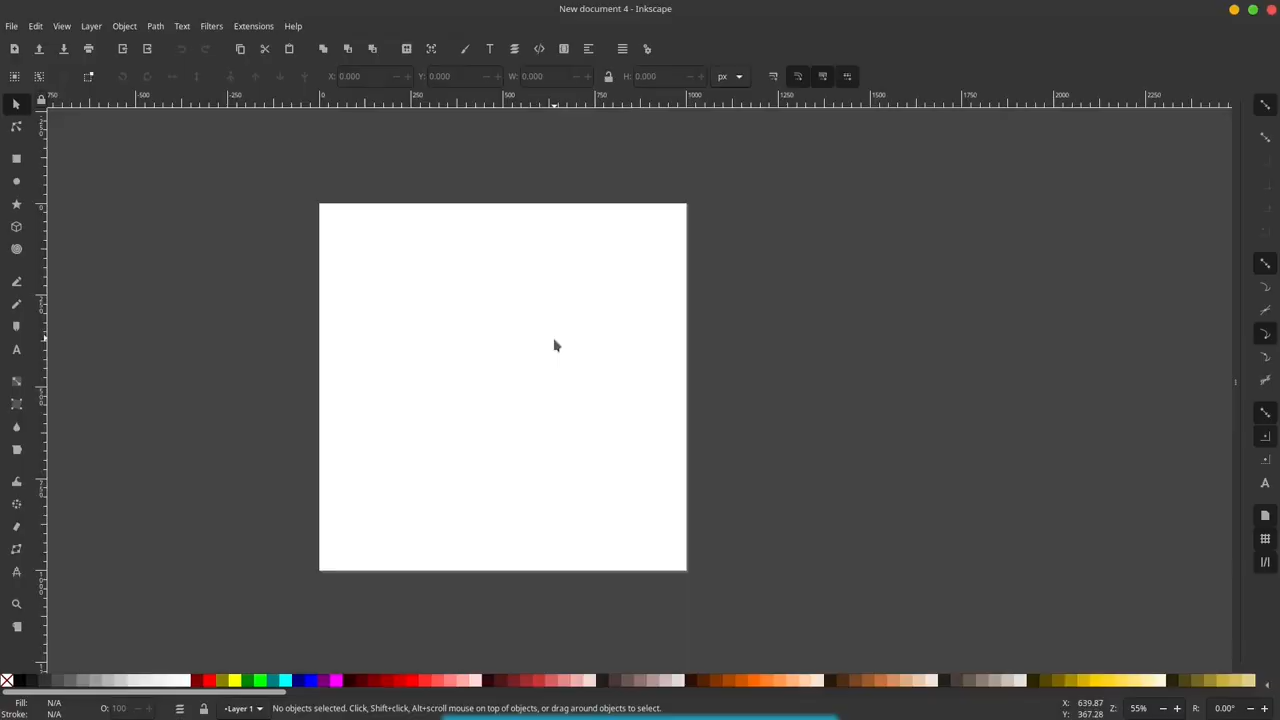 New document 4 - Inkscape
File Edit View Layer Object Path Text Filters Extensions Help
X: 0.000 Y: 0.000 W: 0.000 H: 0.000 px
750 -500 -250 0 250 500 750 1000 1250 1500 1750 2000 2250
Fill: N/A O: 100 •Layer 1 No objects selected. Click, Shift+click, Alt+scroll mouse on top of objects, or drag around objects to select. X: 639.87 Z: 55% R: 0.00°
Stroke: N/A Y: 367.28